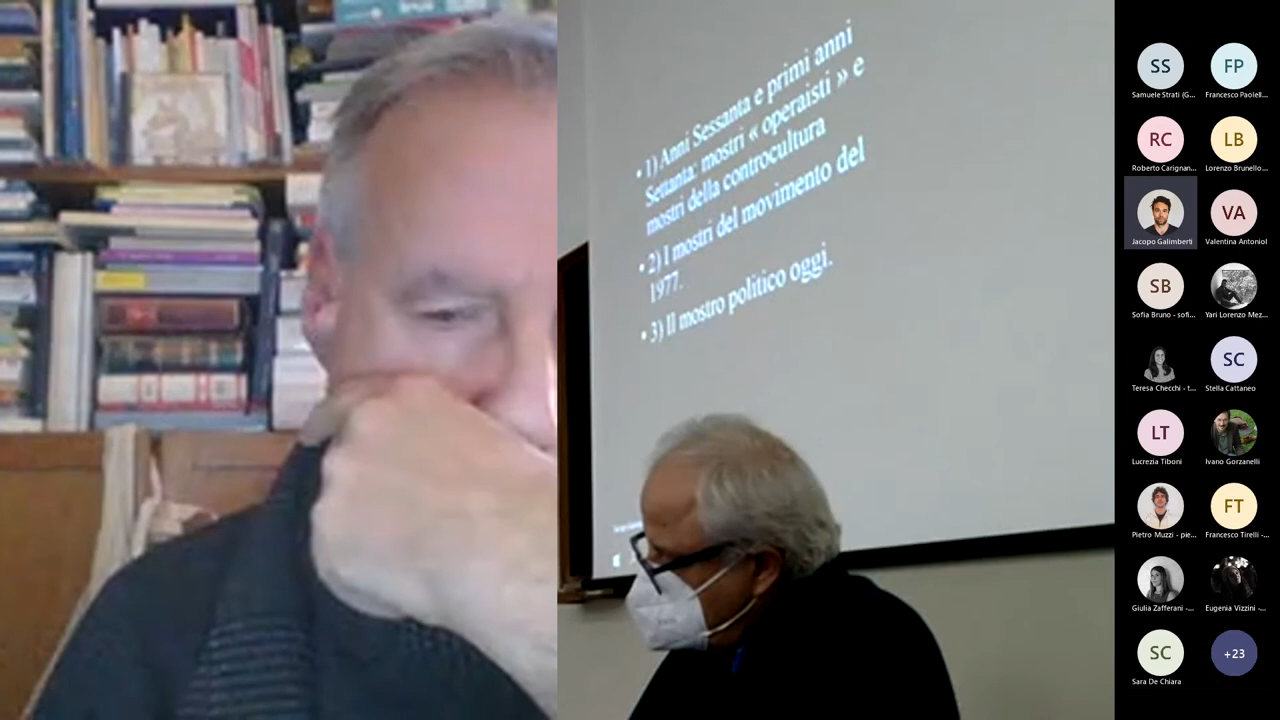 • 1) Anni Sessanta e primi anni
Settanta: mostri « operaisti » e
mostri della controcultura
• 2) I mostri del movimento del
1977.
• 3) Il mostro politico oggi.
SS
Samuele Strati (G...
FP
Francesco Paolell...
RC
Roberto Carignan...
LB
Lorenzo Brunello...
Jacopo Galimberti
VA
Valentina Antoniol
SB
Sofia Bruno - sofi...
Yari Lorenzo Mez...
Teresa Checchi - t...
SC
Stella Cattaneo
LT
Lucrezia Tiboni
Ivano Gorzanelli
Pietro Muzzi - pie...
FT
Francesco Tirelli -...
Giulia Zafferani -...
Eugenia Vizzini -...
SC
Sara De Chiara
+23